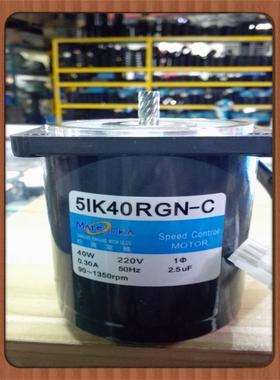 5IK40RGN-C
Speed Control
MOTOR
40W 220V 1Φ
0.30A 50Hz 2.5uF
90~1350rpm